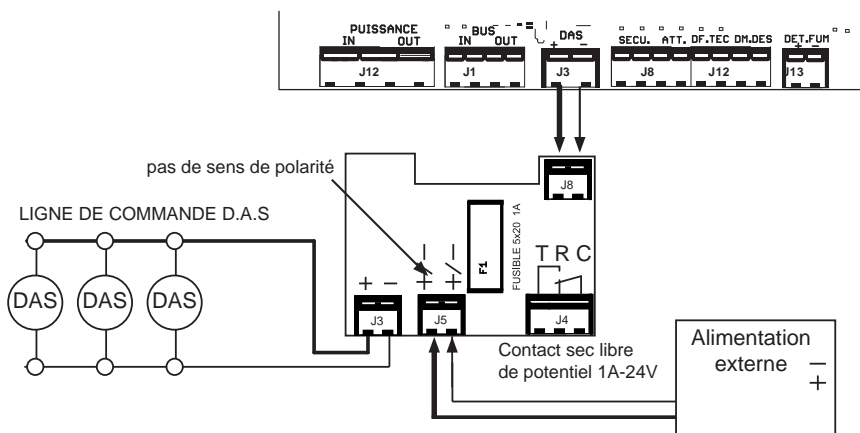 PUISSANCE BUS DAS
IN OUT IN OUT + − SECU. ATT. DF.TEC DM.DES DET.FUM
+ −
J12 J1 J3 J8 J12 J13
pas de sens de polarité
J8
LIGNE DE COMMANDE D.A.S
FUSIBLE 5x20 1A
F1
T R C
+ − +/− +/−
DAS DAS DAS
J3 J5 J4
Contact sec libre
de potentiel 1A-24V
Alimentation
externe −
+